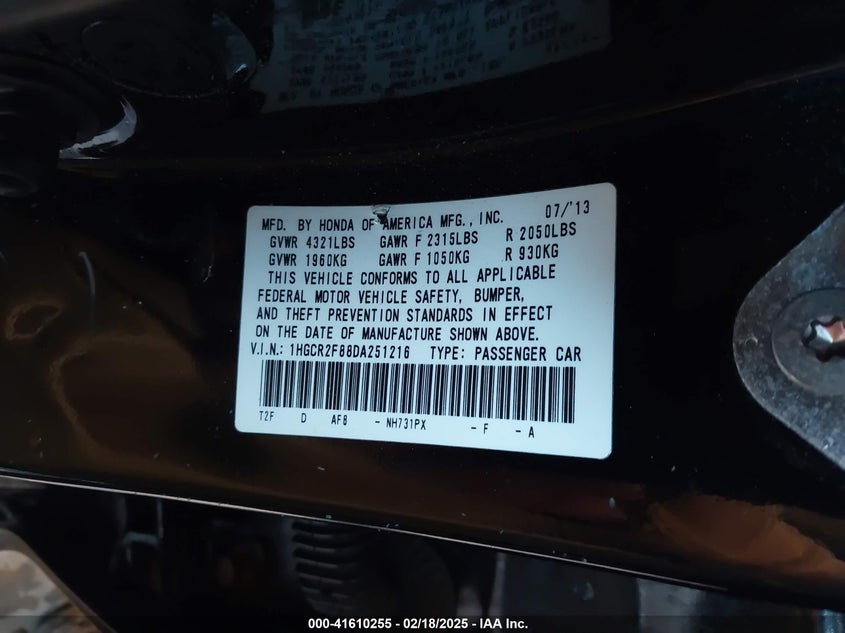 MFD. BY HONDA OF AMERICA MFG., INC. 07/'13
GVWR 4321LBS GAWR F 2315LBS R 2050LBS
GVWR 1960KG GAWR F 1050KG R 930KG
THIS VEHICLE CONFORMS TO ALL APPLICABLE
FEDERAL MOTOR VEHICLE SAFETY, BUMPER,
AND THEFT PREVENTION STANDARDS IN EFFECT
ON THE DATE OF MANUFACTURE SHOWN ABOVE.
V.I.N.: 1HGCR2F88DA251216 TYPE: PASSENGER CAR
T2F D AF8 - NH731PX - F - A
000-41610255 - 02/18/2025 - IAA Inc.